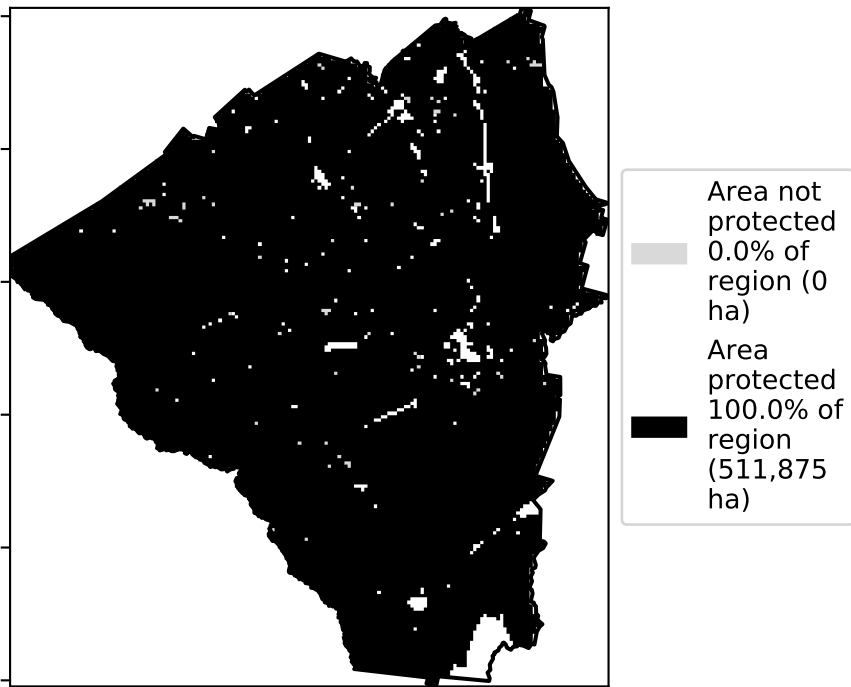 Area not
protected
0.0% of
region (0
ha)
Area
protected
100.0% of
region
(511,875
ha)